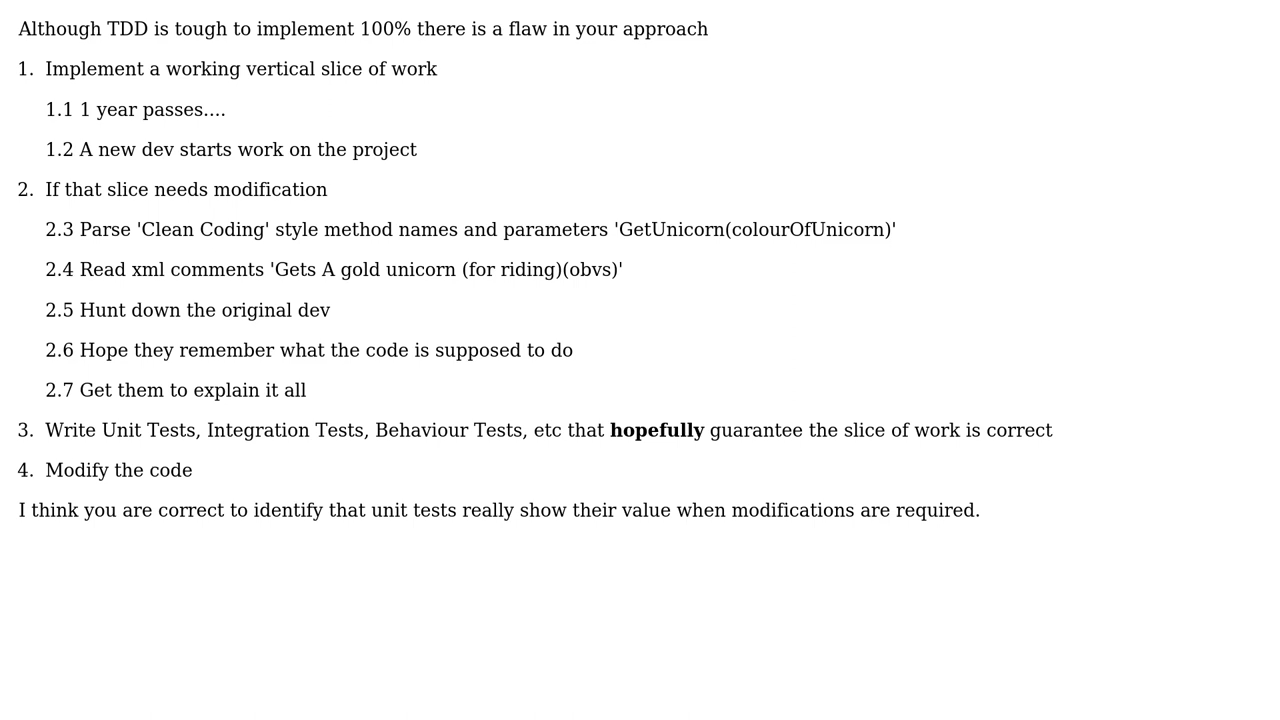 Although TDD is tough to implement 100% there is a flaw in your approach
1. Implement a working vertical slice of work
1.1 1 year passes....
1.2 A new dev starts work on the project
2. If that slice needs modification
2.3 Parse 'Clean Coding' style method names and parameters 'GetUnicorn(colourOfUnicorn)'
2.4 Read xml comments 'Gets A gold unicorn (for riding)(obvs)'
2.5 Hunt down the original dev
2.6 Hope they remember what the code is supposed to do
2.7 Get them to explain it all
3. Write Unit Tests, Integration Tests, Behaviour Tests, etc that hopefully guarantee the slice of work is correct
4. Modify the code
I think you are correct to identify that unit tests really show their value when modifications are required.